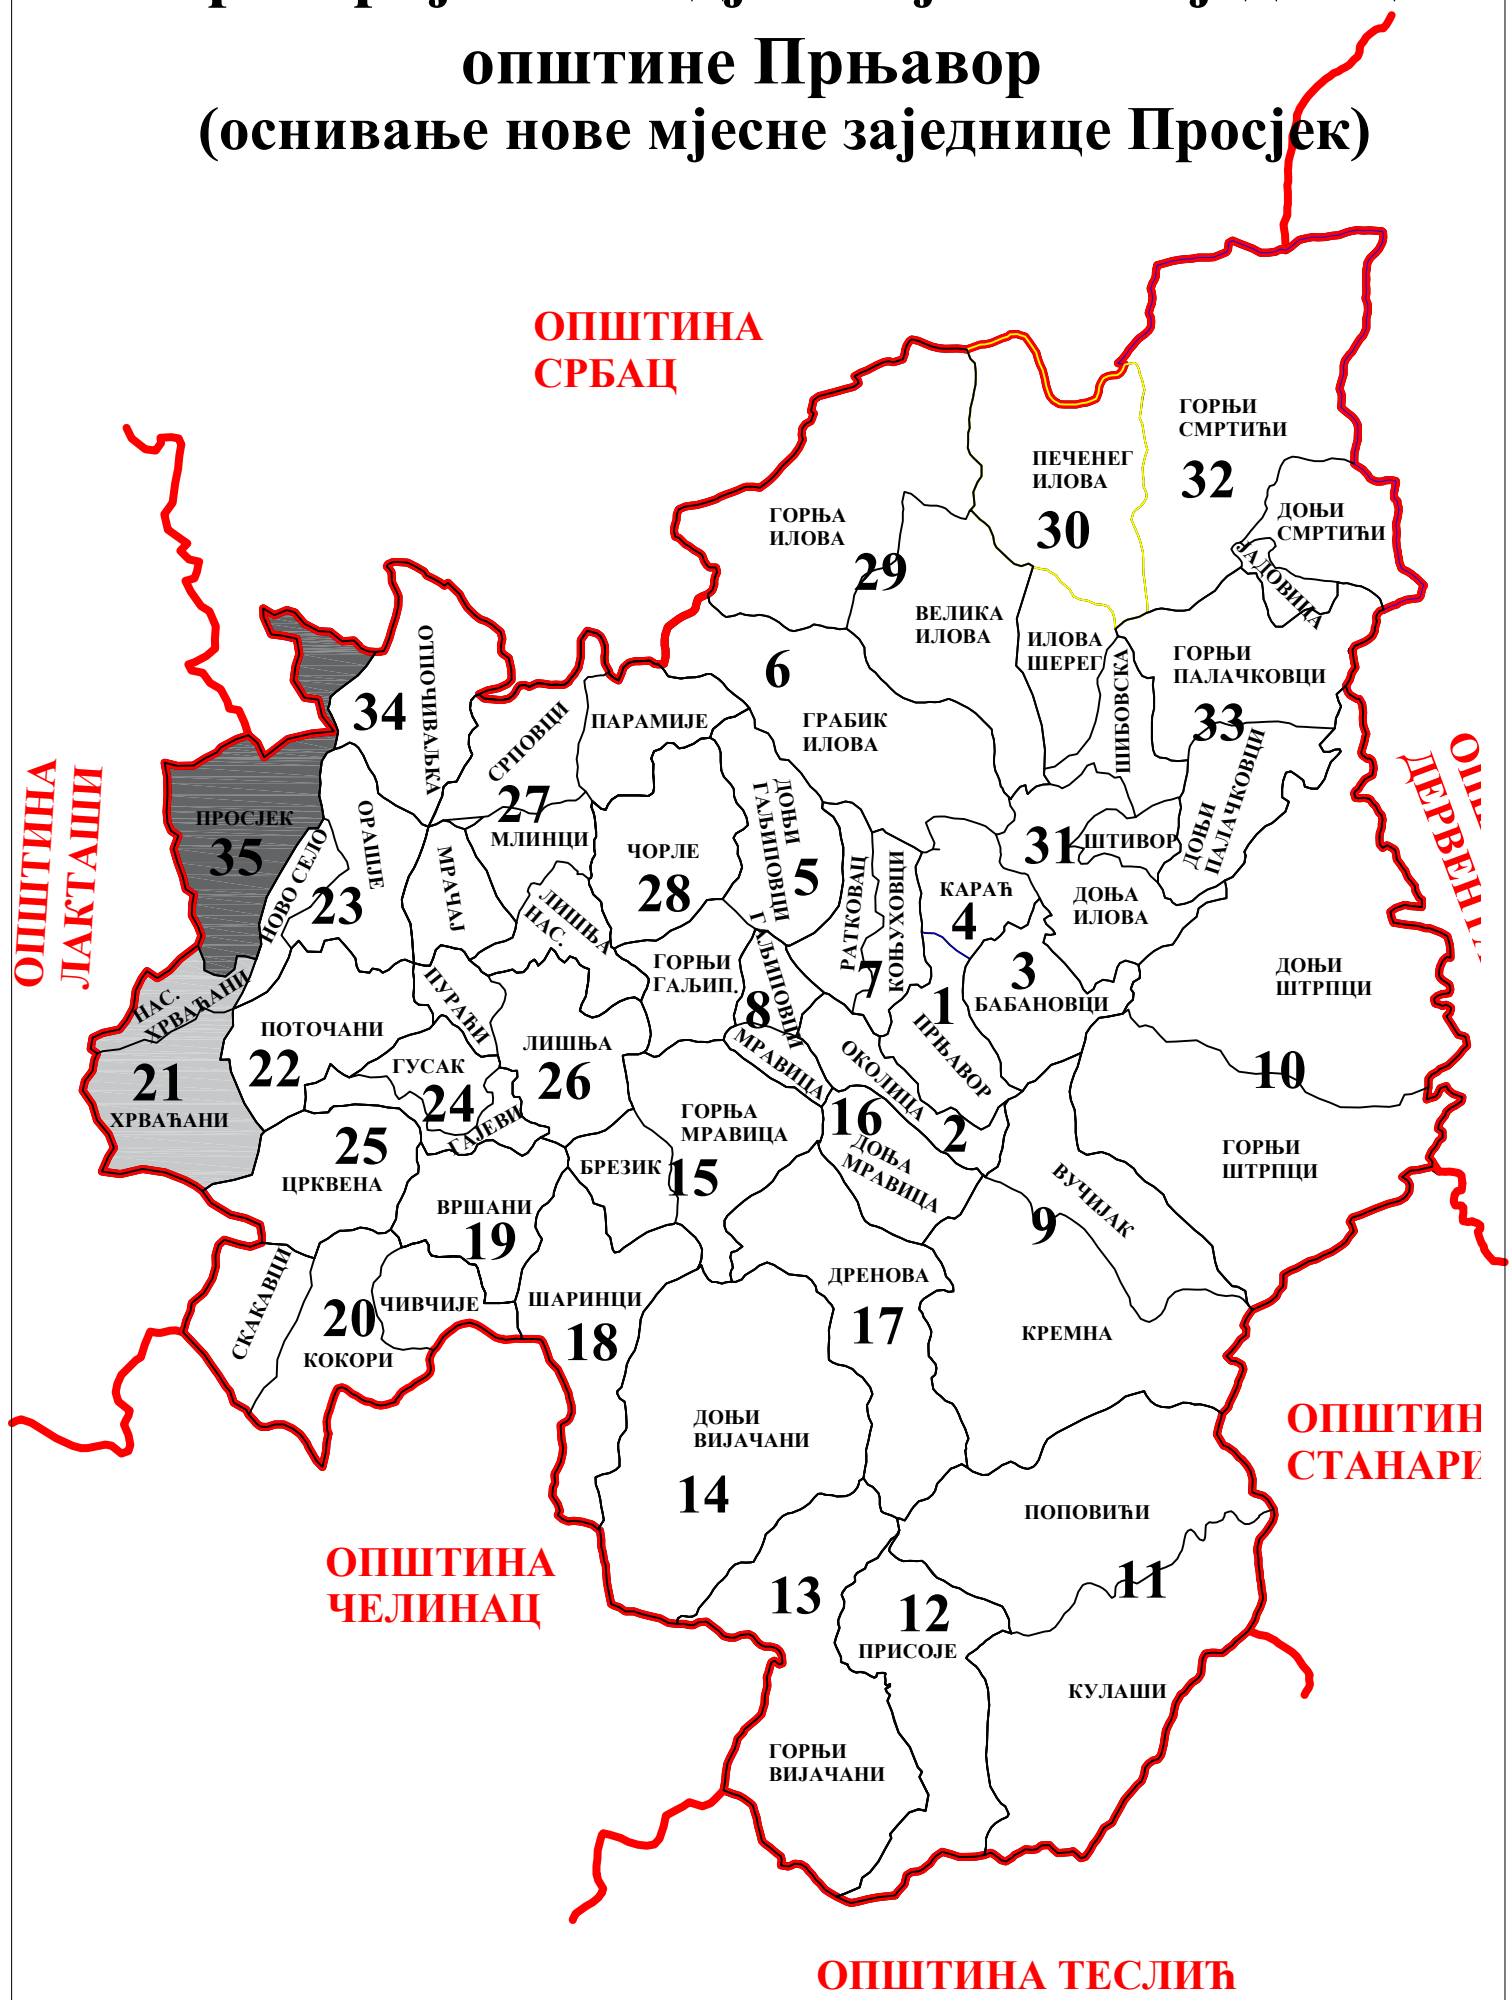 општине Прњавор
(оснивање нове мјесне заједнице Просјек)
ОПШТИНА
СРБАЦ
ГОРЊИ
СМРТИЋИ
32
ПЕЧЕНЕГ
ИЛОВА
30
ДОЊИ
СМРТИЋИ
ЈАДОВИЦА
ГОРЊА
ИЛОВА
29
ВЕЛИКА
ИЛОВА
ИЛОВА
ШЕРЕГ
ШИБОВСКА
ГОРЊИ
ПАЛАЧКОВЦИ
33
ДОЊИ
ПАЛАЧКОВЦИ
6
ГРАБИК
ИЛОВА
ОТПОЧИВАЉКА
34
СРПОВЦИ
27
ПАРАМИЈЕ
МЛИНЦИ
ОПШТИНА
ЛАКТАШИ
ПРОСЈЕК
35
НОВО СЕЛО
23
ОРАШЈЕ
МРАЧАЈ
ЛИШЊА
НАС.
ЧОРЛЕ
28
ДОЊИ
ГАЉИПОВЦИ
5
РАТКОВАЦ
7
КОЊУХОВЦИ
КАРАЋ
4
31
ШТИВОР
ДОЊА
ИЛОВА
3
БАБАНОВЦИ
1
ПРЊАВОР
ДЕРВЕНТА
ДОЊИ
ШТРПЦИ
10
ГОРЊИ
ШТРПЦИ
НАС.
ХРВАЋАНИ
21
ХРВАЋАНИ
ПОТОЧАНИ
22
ПУРАЋИ
ГУСАК
24
ГАЈЕВИ
ЛИШЊА
26
ГОРЊИ
ГАЉИП.
ГАЉИПОВЦИ
8
МРАВИЦА
ОКОЛИЦА
2
16
ДОЊА
МРАВИЦА
ГОРЊА
МРАВИЦА
15
БРЕЗИК
25
ЦРКВЕНА
ВРШАНИ
19
ЧИВЧИЈЕ
СКАКАВЦИ
20
КОКОРИ
ШАРИНЦИ
18
ДРЕНОВА
17
9
ВУЧИЈАК
КРЕМНА
ДОЊИ
ВИЈАЧАНИ
14
ОПШТИН
СТАНАРИ
ПОПОВИЋИ
11
ОПШТИНА
ЧЕЛИНАЦ
13
12
ПРИСОЈЕ
КУЛАШИ
ГОРЊИ
ВИЈАЧАНИ
ОПШТИНА ТЕСЛИЋ